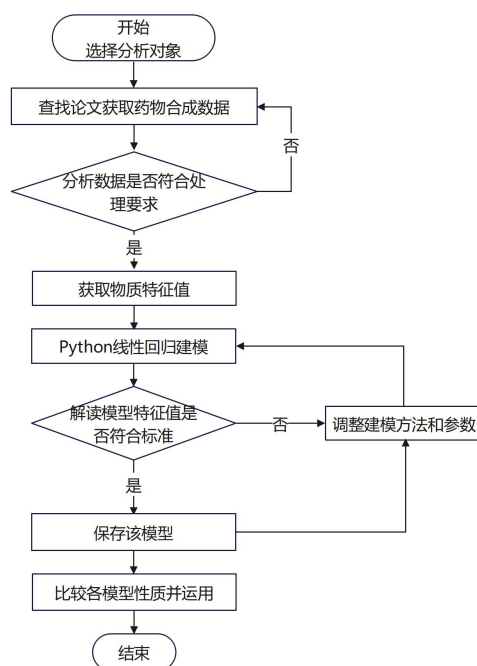 开始
选择分析对象
查找论文获取药物合成数据
否
分析数据是否符合处
理要求
是
获取物质特征值
Python线性回归建模
解读模型特征值是
否符合标准
否
调整建模方法和参数
是
保存该模型
比较各模型性质并运用
结束